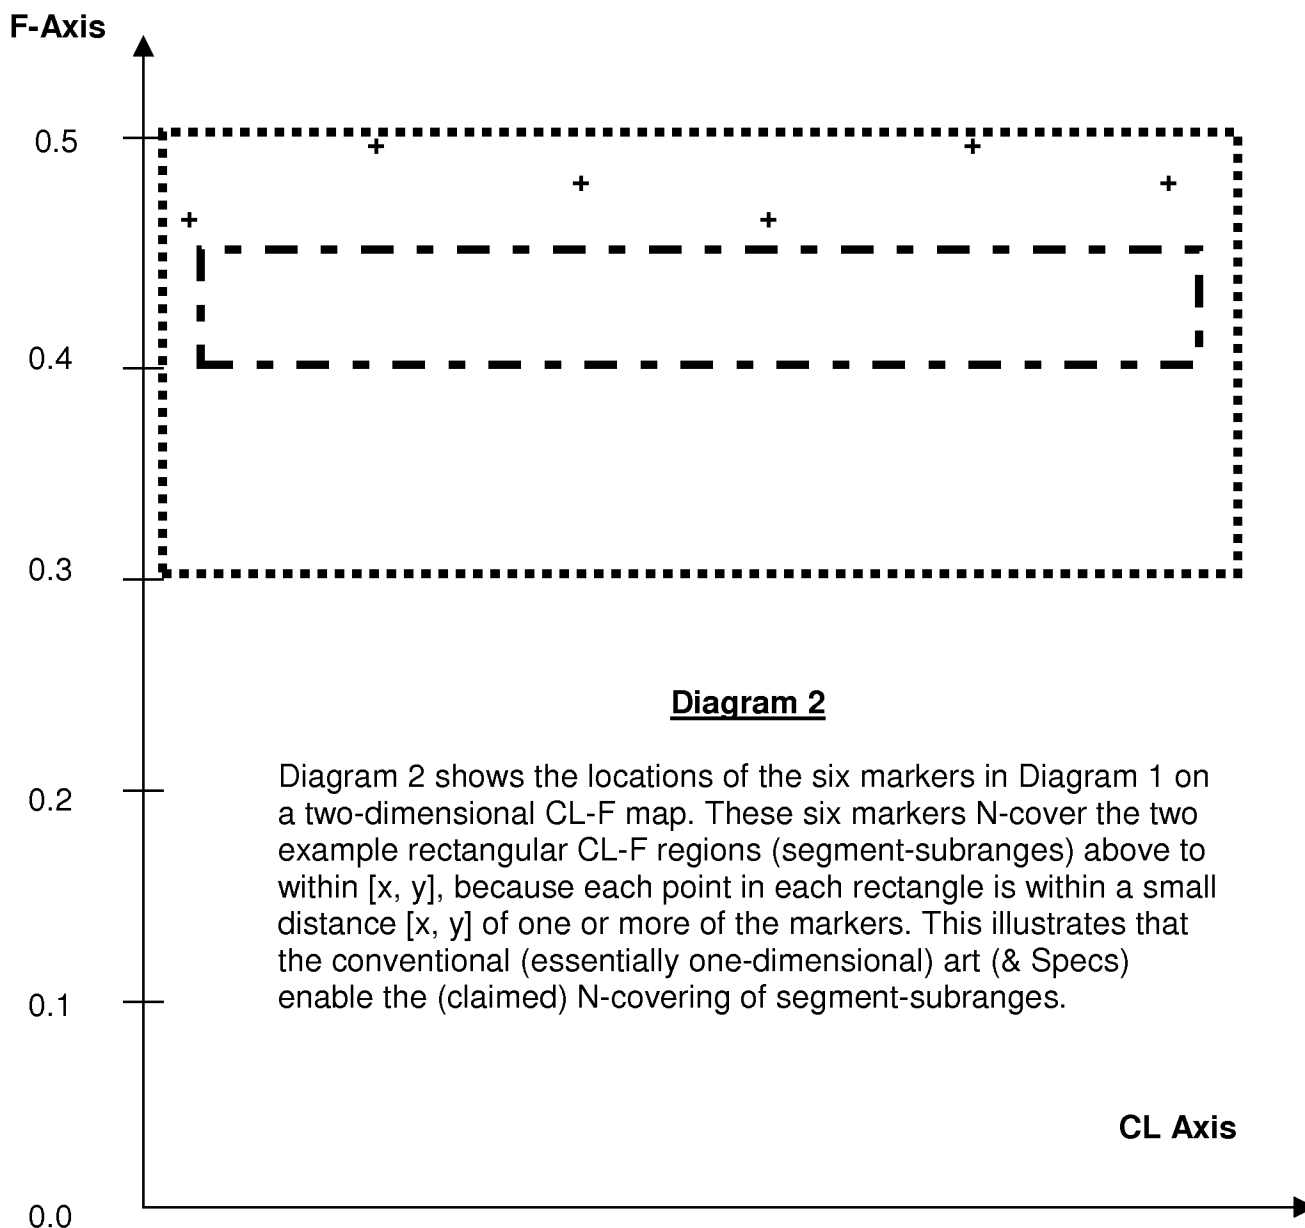 F-Axis
0.5
0.4
0.3
Diagram 2
Diagram 2 shows the locations of the six markers in Diagram 1 on
a two-dimensional CL-F map. These six markers N-cover the two
example rectangular CL-F regions (segment-subranges) above to
within [x, y], because each point in each rectangle is within a small
distance [x, y] of one or more of the markers. This illustrates that
the conventional (essentially one-dimensional) art (& Specs)
enable the (claimed) N-covering of segment-subranges.
0.2
0.1
CL Axis
0.0